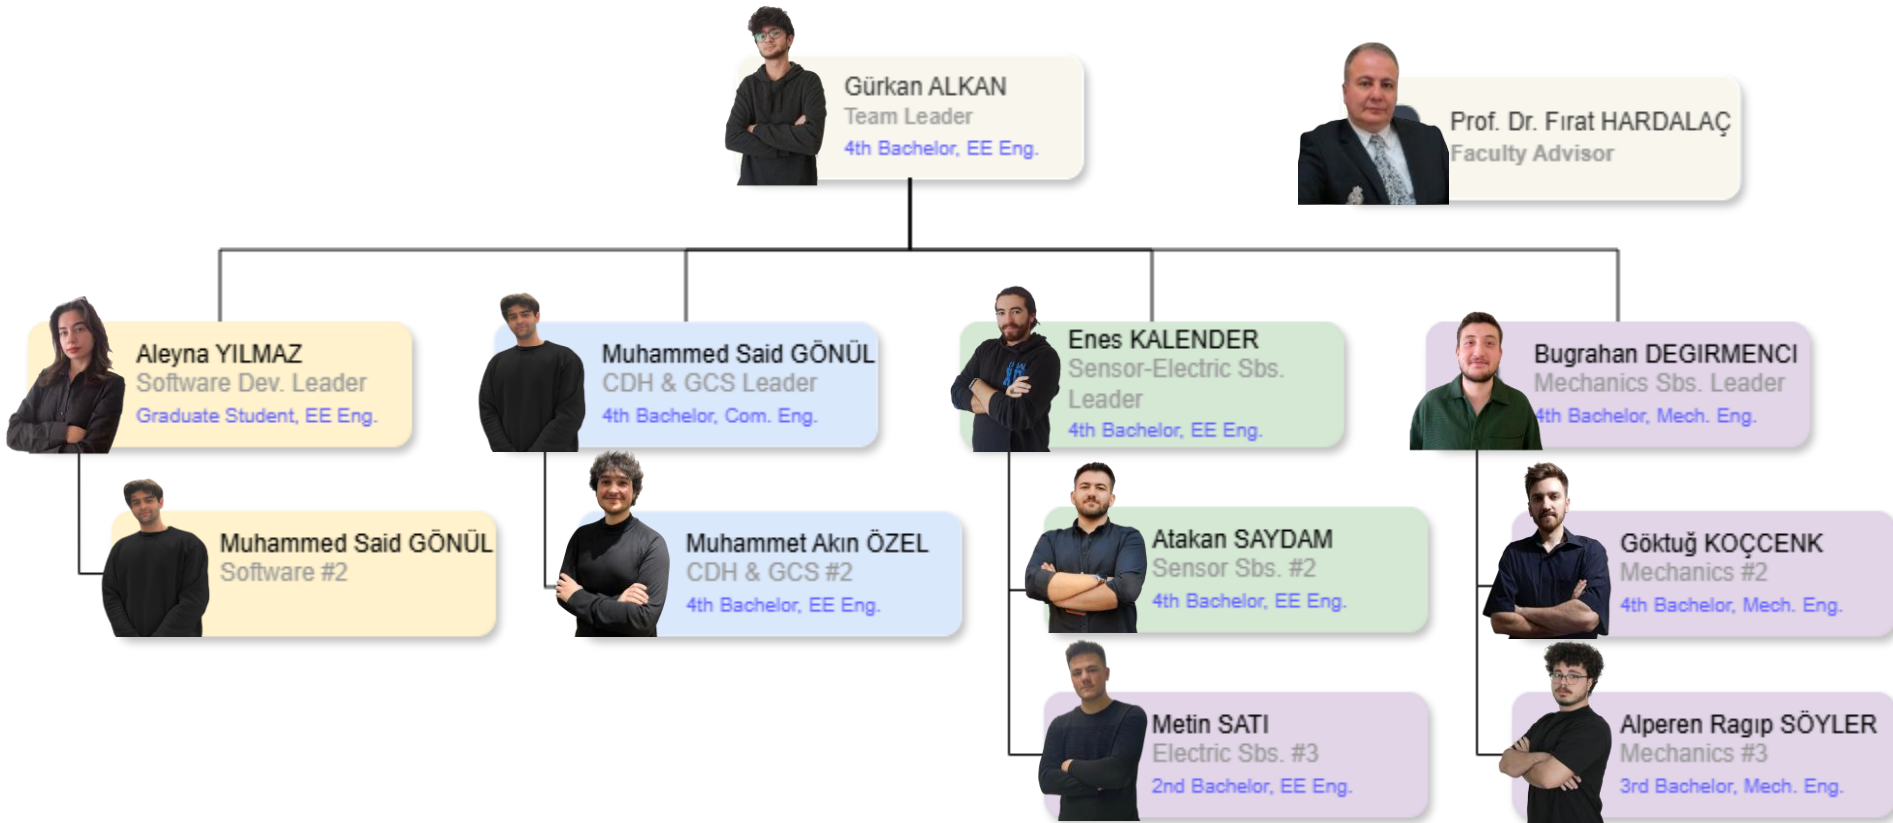 Gürkan ALKAN
Team Leader
4th Bachelor, EE Eng.
Prof. Dr. Fırat HARDALAÇ
Faculty Advisor
Aleyna YILMAZ
Software Dev. Leader
Graduate Student, EE Eng.
Muhammed Said GÖNÜL
CDH & GCS Leader
4th Bachelor, Com. Eng.
Enes KALENDER
Sensor-Electric Sbs.
Leader
4th Bachelor, EE Eng.
Bugrahan DEGIRMENCI
Mechanics Sbs. Leader
4th Bachelor, Mech. Eng.
Muhammed Said GÖNÜL
Software #2
Muhammet Akın ÖZEL
CDH & GCS #2
4th Bachelor, EE Eng.
Atakan SAYDAM
Sensor Sbs. #2
4th Bachelor, EE Eng.
Göktuğ KOÇCENK
Mechanics #2
4th Bachelor, Mech. Eng.
Metin SATI
Electric Sbs. #3
2nd Bachelor, EE Eng.
Alperen Ragıp SÖYLER
Mechanics #3
3rd Bachelor, Mech. Eng.